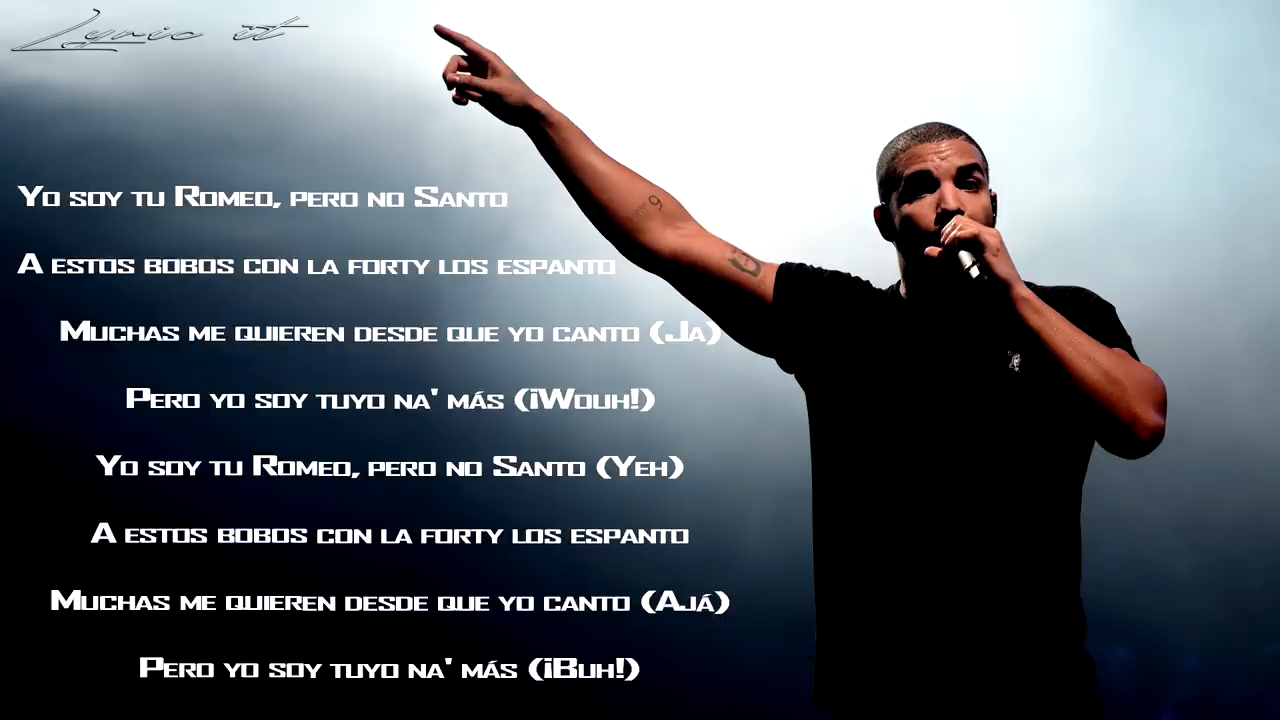 Lyric it
Yo soy tu Romeo, pero no Santo
A estos bobos con la forty los espanto
Muchas me quieren desde que yo canto (Ja)
Pero yo soy tuyo na' más (¡Wouh!)
Yo soy tu Romeo, pero no Santo (Yeh)
A estos bobos con la forty los espanto
Muchas me quieren desde que yo canto (Ajá)
Pero yo soy tuyo na' más (¡Buh!)
9